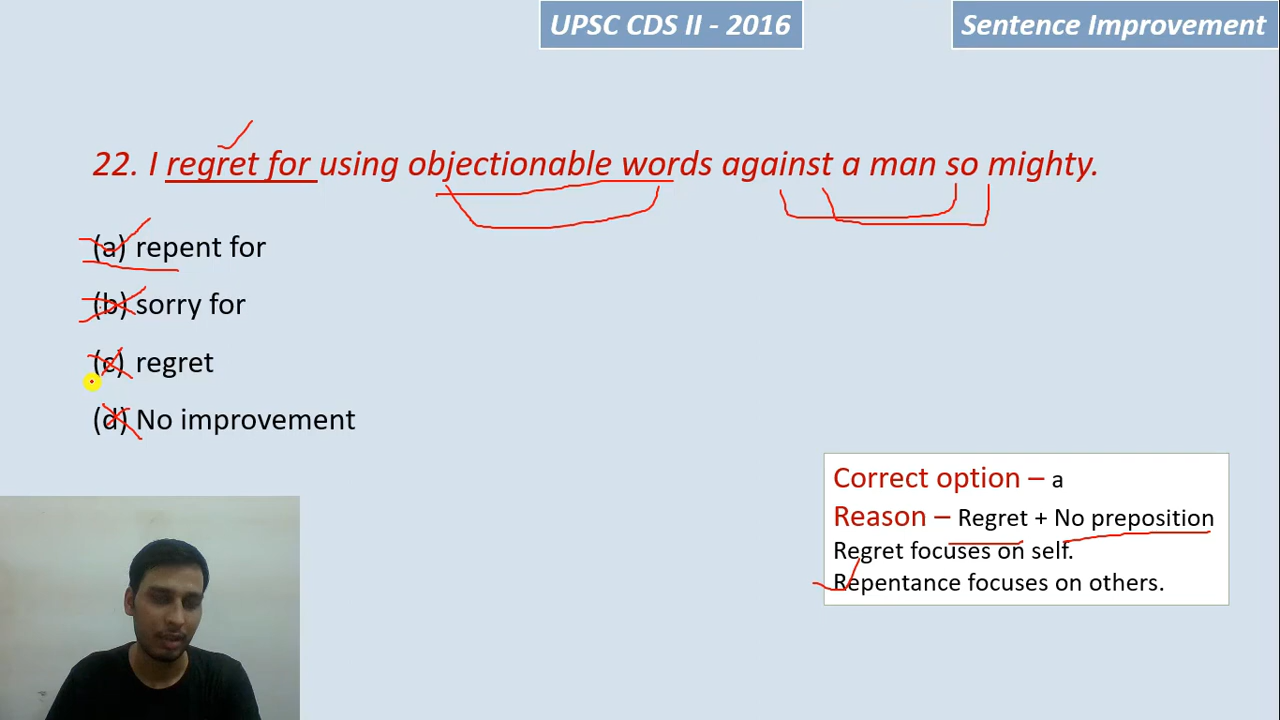 UPSC CDS II - 2016
Sentence Improvement
22. I regret for using objectionable words against a man so mighty.
(a) repent for
(b) sorry for
(c) regret
(d) No improvement
Correct option – a
Reason – Regret + No preposition
Regret focuses on self.
Repentance focuses on others.